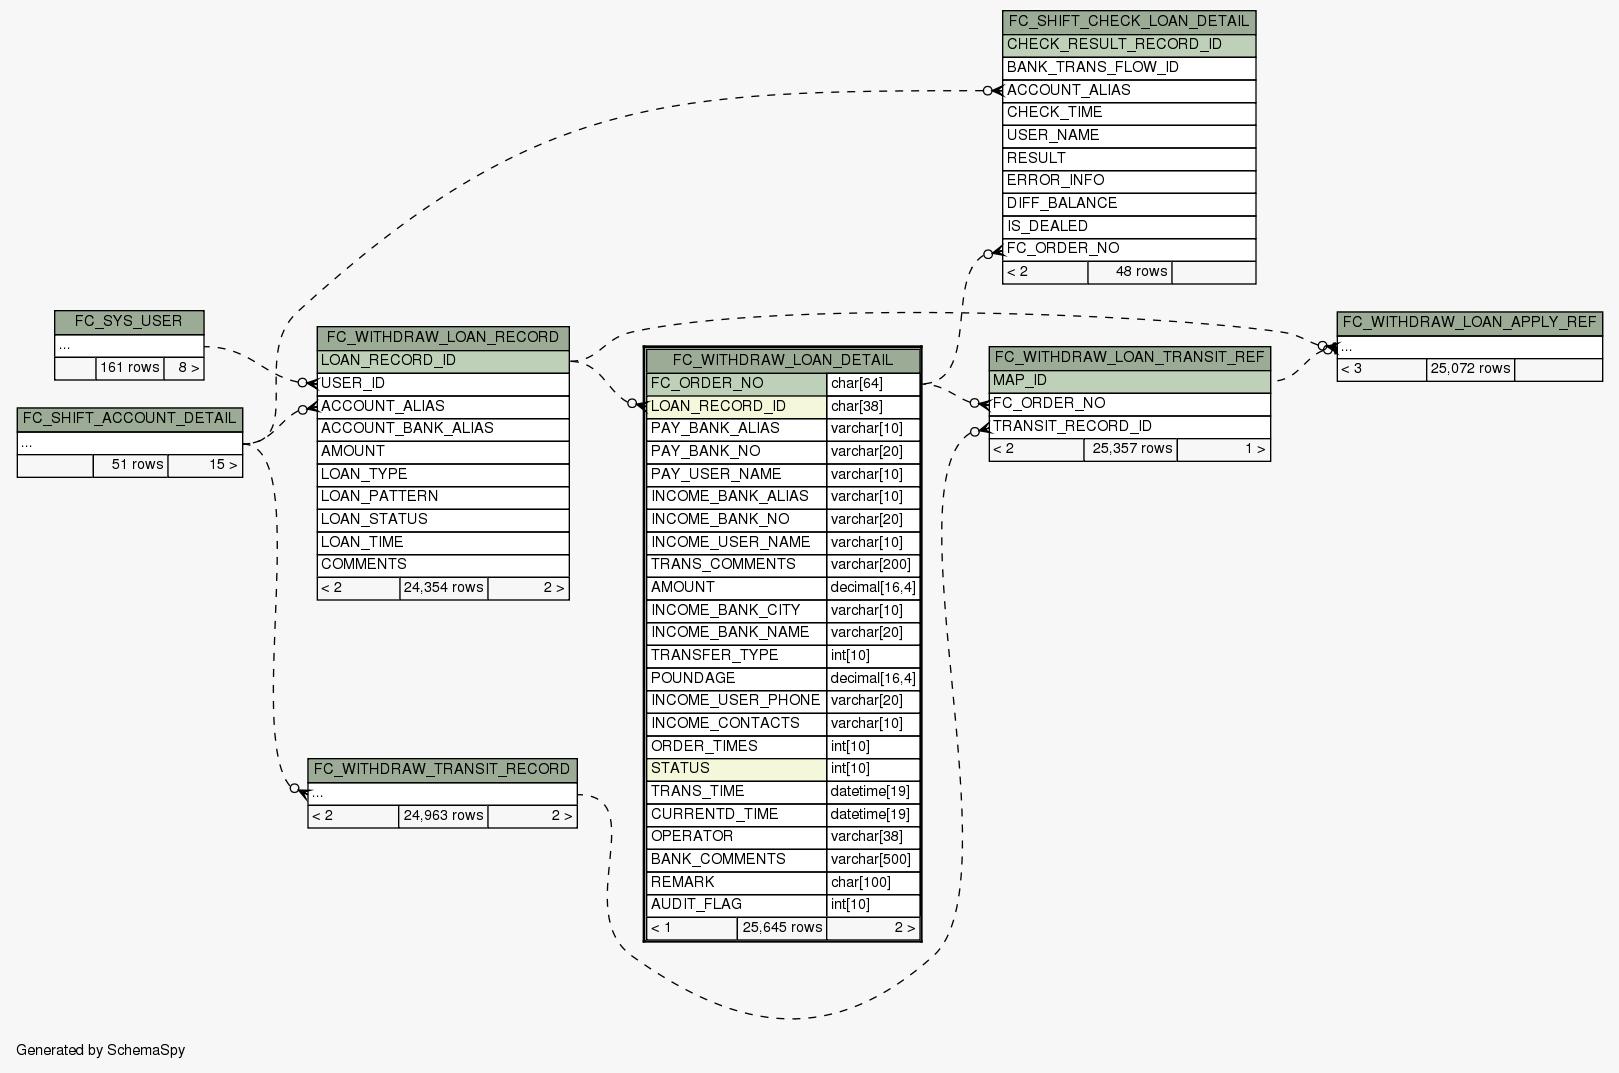 FC_SHIFT_CHECK_LOAN_DETAIL
CHECK_RESULT_RECORD_ID
BANK_TRANS_FLOW_ID
ACCOUNT_ALIAS
CHECK_TIME
USER_NAME
RESULT
ERROR_INFO
DIFF_BALANCE
IS_DEALED
FC_ORDER_NO
< 2 48 rows
FC_SYS_USER
...
161 rows 8 >
FC_SHIFT_ACCOUNT_DETAIL
...
51 rows 15 >
FC_WITHDRAW_LOAN_RECORD
LOAN_RECORD_ID
USER_ID
ACCOUNT_ALIAS
ACCOUNT_BANK_ALIAS
AMOUNT
LOAN_TYPE
LOAN_PATTERN
LOAN_STATUS
LOAN_TIME
COMMENTS
< 2 24,354 rows 2 >
FC_WITHDRAW_LOAN_DETAIL
FC_ORDER_NO char[64]
LOAN_RECORD_ID char[38]
PAY_BANK_ALIAS varchar[10]
PAY_BANK_NO varchar[20]
PAY_USER_NAME varchar[10]
INCOME_BANK_ALIAS varchar[10]
INCOME_BANK_NO varchar[20]
INCOME_USER_NAME varchar[10]
TRANS_COMMENTS varchar[200]
AMOUNT decimal[16,4]
INCOME_BANK_CITY varchar[10]
INCOME_BANK_NAME varchar[20]
TRANSFER_TYPE int[10]
POUNDAGE decimal[16,4]
INCOME_USER_PHONE varchar[20]
INCOME_CONTACTS varchar[10]
ORDER_TIMES int[10]
STATUS int[10]
TRANS_TIME datetime[19]
CURRENTD_TIME datetime[19]
OPERATOR varchar[38]
BANK_COMMENTS varchar[500]
REMARK char[100]
AUDIT_FLAG int[10]
< 1 25,645 rows 2 >
FC_WITHDRAW_LOAN_TRANSIT_REF
MAP_ID
FC_ORDER_NO
TRANSIT_RECORD_ID
< 2 25,357 rows 1 >
FC_WITHDRAW_LOAN_APPLY_REF
...
< 3 25,072 rows
FC_WITHDRAW_TRANSIT_RECORD
...
< 2 24,963 rows 2 >
Generated by SchemaSpy